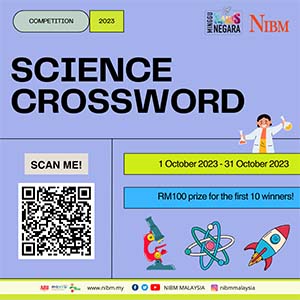 COMPETITION 2023
MINGGU
NEGARA
NIBM
SCIENCE
CROSSWORD
SCAN ME!
1 October 2023 - 31 October 2023
RM100 prize for the first 10 winners!
www.nibm.my NIBM MALAYSIA nibmmalaysia